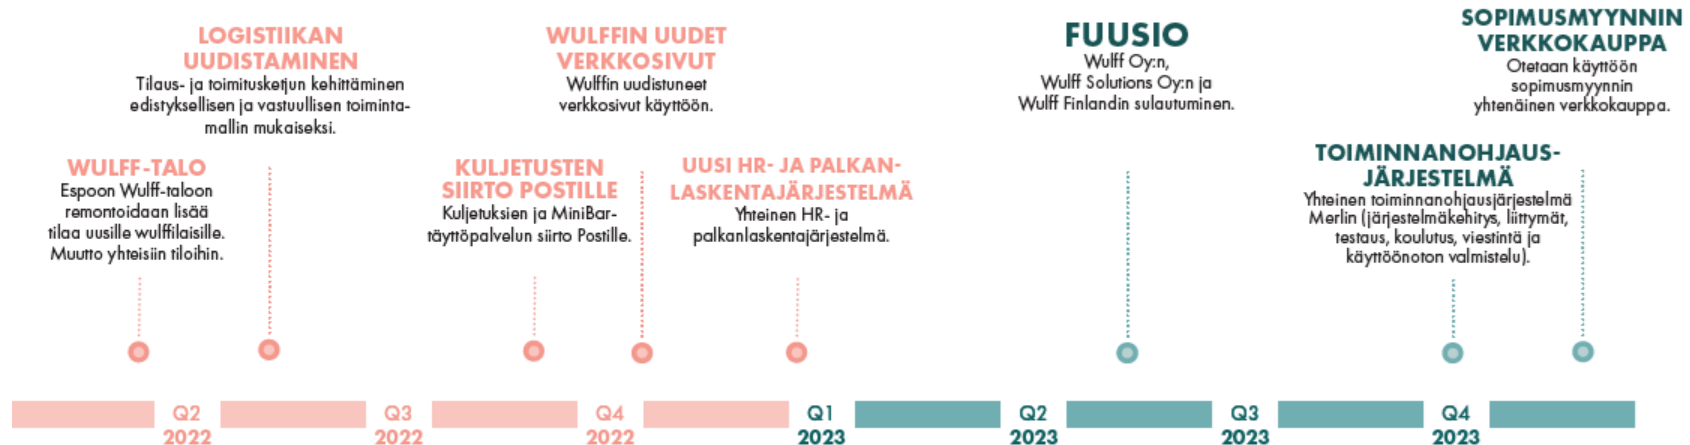 WULFF-TALO
Espoon Wulff-taloon
remontoidaan lisää
tilaa uusille wulffilaisille.
Muutto yhteisiin tiloihin.
LOGISTIIKAN
UUDISTAMINEN
Tilaus- ja toimitusketjun kehittäminen
edistyksellisen ja vastuullisen toiminta-
mallin mukaiseksi.
KULJETUSTEN
SIIRTO POSTILLE
Kuljetuksien ja MiniBar-
täyttöpalvelun siirto Postille.
WULFFIN UUDET
VERKKOSIVUT
Wulffin uudistuneet
verkkosivut käyttöön.
UUSI HR- JA PALKAN-
LASKENTAJÄRJESTELMÄ
Yhteinen HR- ja
palkanlaskentajärjestelmä.
FUUSIO
Wulff Oy:n,
Wulff Solutions Oy:n ja
Wulff Finlandin sulautuminen.
TOIMINNANOHJAUS-
JÄRJESTELMÄ
Yhteinen toiminnanohjausjärjestelmä
Merlin (järjestelmäkehitys, liittymät,
testaus, koulutus, viestintä ja
käyttöönoton valmistelu).
SOPIMUSMYYNNIN
VERKKOKAUPPA
Otetaan käyttöön
sopimusmyynnin
yhtenäinen verkkokauppa.
Q2
2022
Q3
2022
Q4
2022
Q1
2023
Q2
2023
Q3
2023
Q4
2023